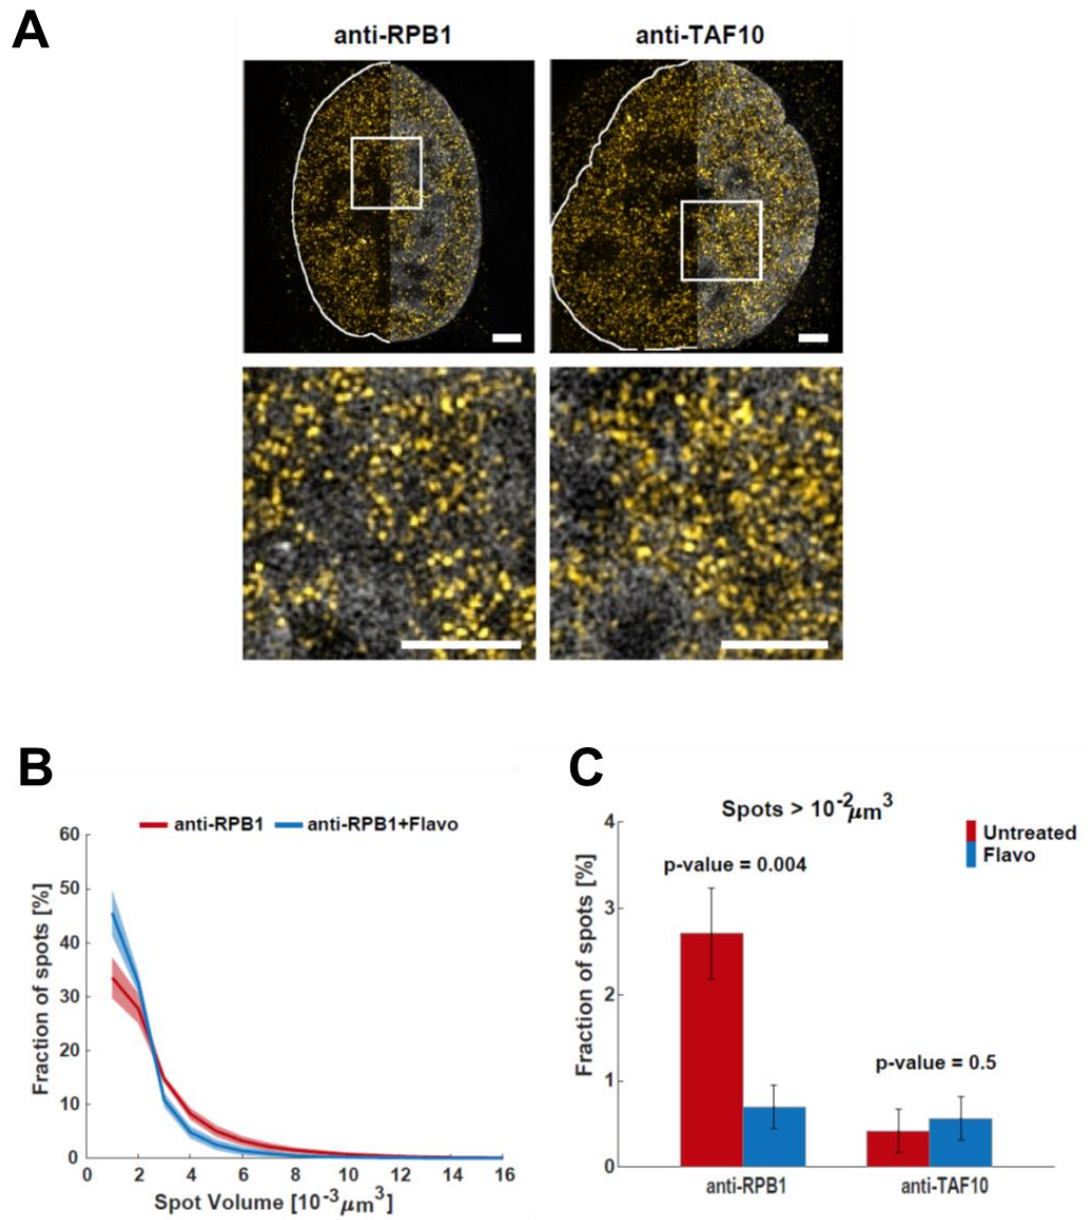 A
anti-RPB1
anti-TAF10
B
anti-RPB1
anti-RPB1+Flavo
60
50
40
30
20
10
0
Fraction of spots [%]
0 2 4 6 8 10 12 14 16
Spot Volume [10⁻³μm³]
C
Spots > 10⁻²μm³
Untreated
Flavo
p-value = 0.004
p-value = 0.5
4
3
2
1
0
Fraction of spots [%]
anti-RPB1
anti-TAF10